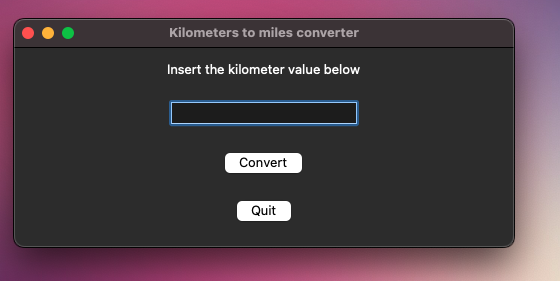 Kilometers to miles converter
Insert the kilometer value below
Convert
Quit